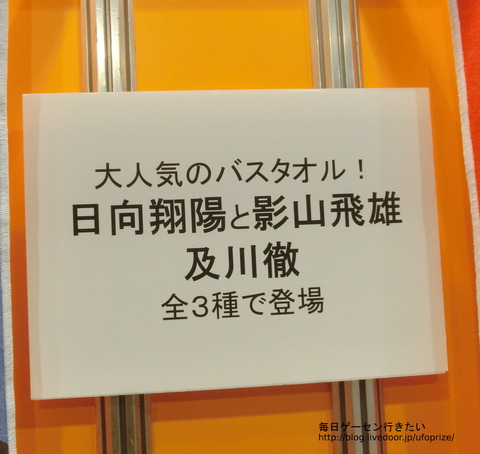 大人気のバスタオル！
日向翔陽と影山飛雄
及川徹
全3種で登場
毎日ゲーセン行きたい
http://blog.livedoor.jp/ufoprize/